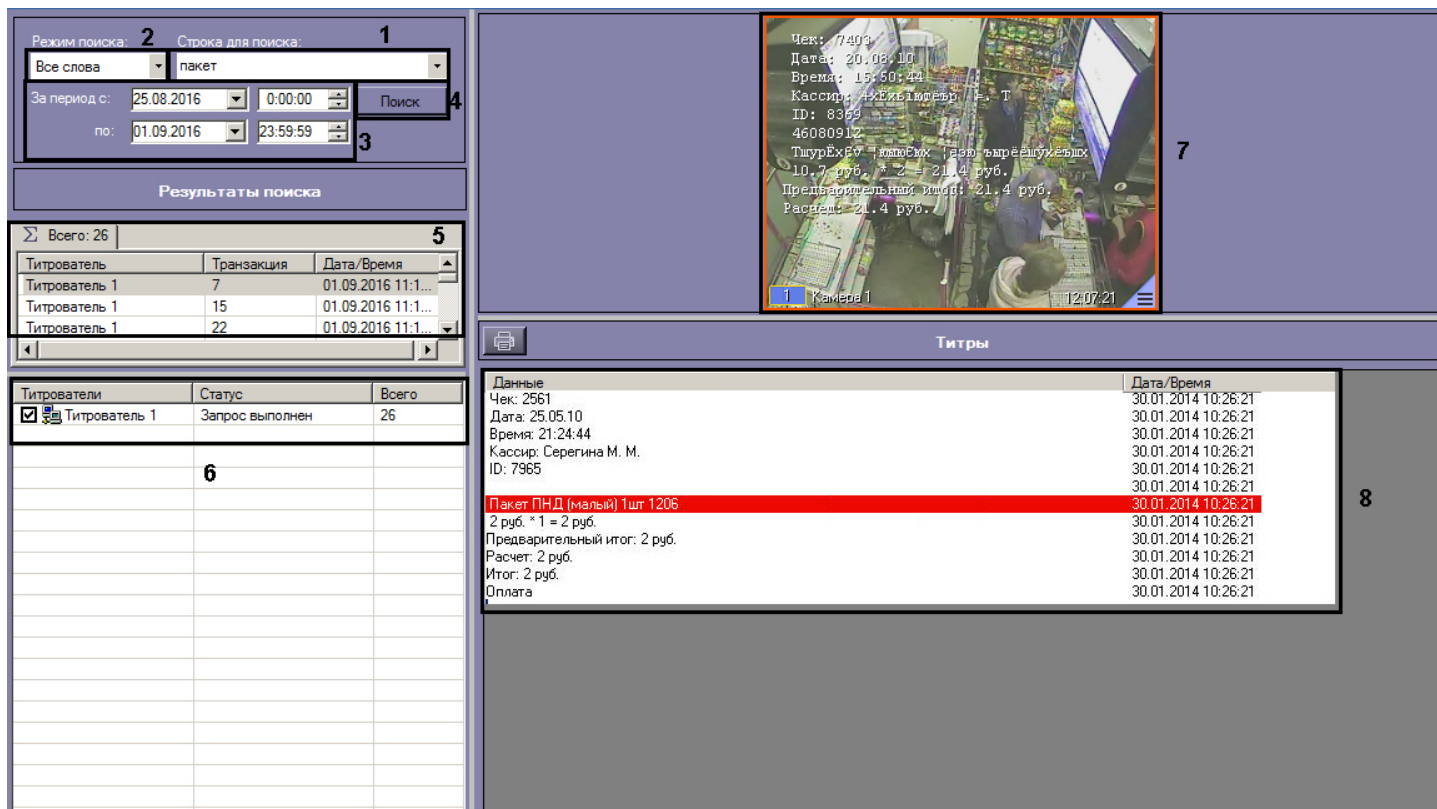 Режим поиска: 2 Строка для поиска: 1
Все слова пакет
За период с: 25.08.2016 0:00:00 Поиск 4
по: 01.09.2016 23:59:59 3
Результаты поиска
Σ Всего: 26 5
Титрователь Транзакция Дата/Время
Титрователь 1 7 01.09.2016 11:1...
Титрователь 1 15 01.09.2016 11:1...
Титрователь 1 22 01.09.2016 11:1...
Титрователи Статус Всего
Титрователь 1 Запрос выполнен 26
6
Чек: 7403
Дата: 20.08.10
Время: 15:50:44
Кассир:
ID: 8369
46080912
10.7 руб. * 2 = 21.4 руб.
Предварительный итог: 21.4 руб.
Расчет: 21.4 руб.
1 Камера 1 12:07:21
7
Титры
Данные Дата/Время
Чек: 2561 30.01.2014 10:26:21
Дата: 25.05.10 30.01.2014 10:26:21
Время: 21:24:44 30.01.2014 10:26:21
Кассир: Серегина М. М. 30.01.2014 10:26:21
ID: 7965 30.01.2014 10:26:21
30.01.2014 10:26:21
Пакет ПНД (малый) 1шт 1206 30.01.2014 10:26:21
2 руб. * 1 = 2 руб. 30.01.2014 10:26:21
Предварительный итог: 2 руб. 30.01.2014 10:26:21
Расчет: 2 руб. 30.01.2014 10:26:21
Итог: 2 руб. 30.01.2014 10:26:21
Оплата 30.01.2014 10:26:21
8